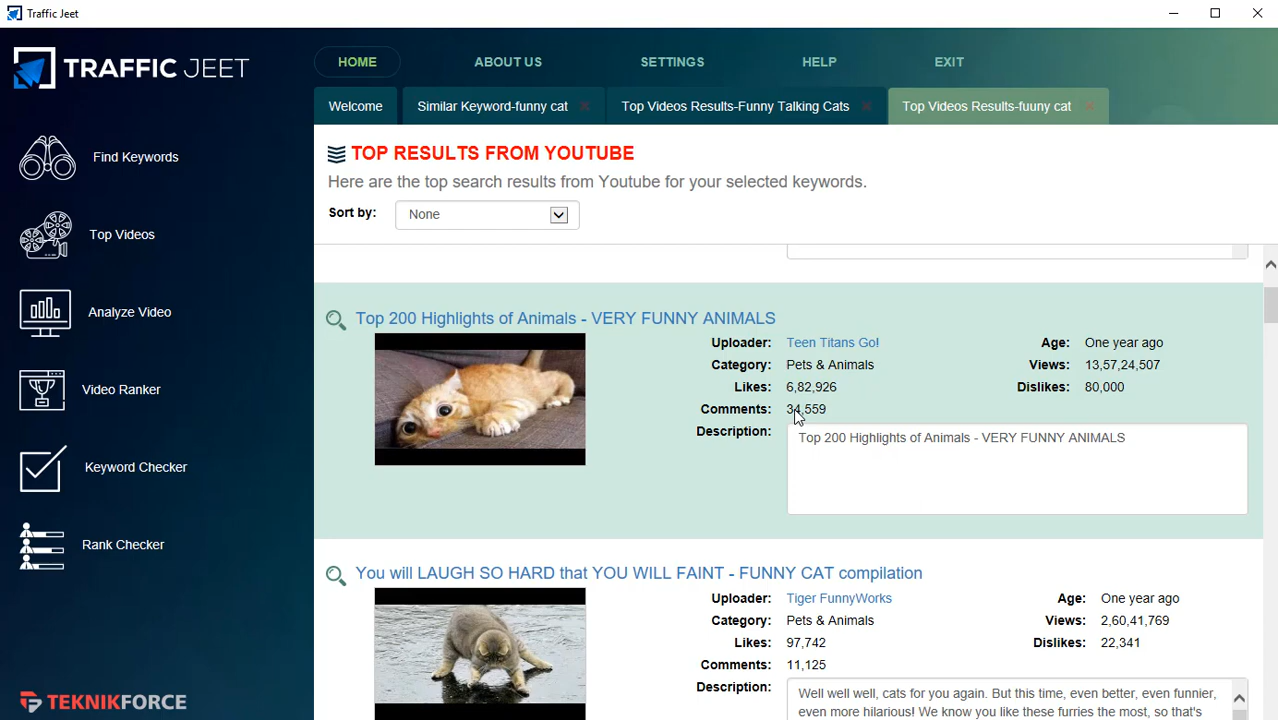 Traffic Jeet
TRAFFIC JEET
HOME
ABOUT US
SETTINGS
HELP
EXIT
Welcome
Similar Keyword-funny cat
Top Videos Results-Funny Talking Cats
Top Videos Results-fuuny cat
Find Keywords
Top Videos
Analyze Video
Video Ranker
Keyword Checker
Rank Checker
TEKNIKFORCE
TOP RESULTS FROM YOUTUBE
Here are the top search results from Youtube for your selected keywords.
Sort by: None
Top 200 Highlights of Animals - VERY FUNNY ANIMALS
Uploader: Teen Titans Go! Age: One year ago
Category: Pets & Animals Views: 13,57,24,507
Likes: 6,82,926 Dislikes: 80,000
Comments: 34,559
Description: Top 200 Highlights of Animals - VERY FUNNY ANIMALS
You will LAUGH SO HARD that YOU WILL FAINT - FUNNY CAT compilation
Uploader: Tiger FunnyWorks Age: One year ago
Category: Pets & Animals Views: 2,60,41,769
Likes: 97,742 Dislikes: 22,341
Comments: 11,125
Description: Well well well, cats for you again. But this time, even better, even funnier,
even more hilarious! We know you like these furries the most, so that's